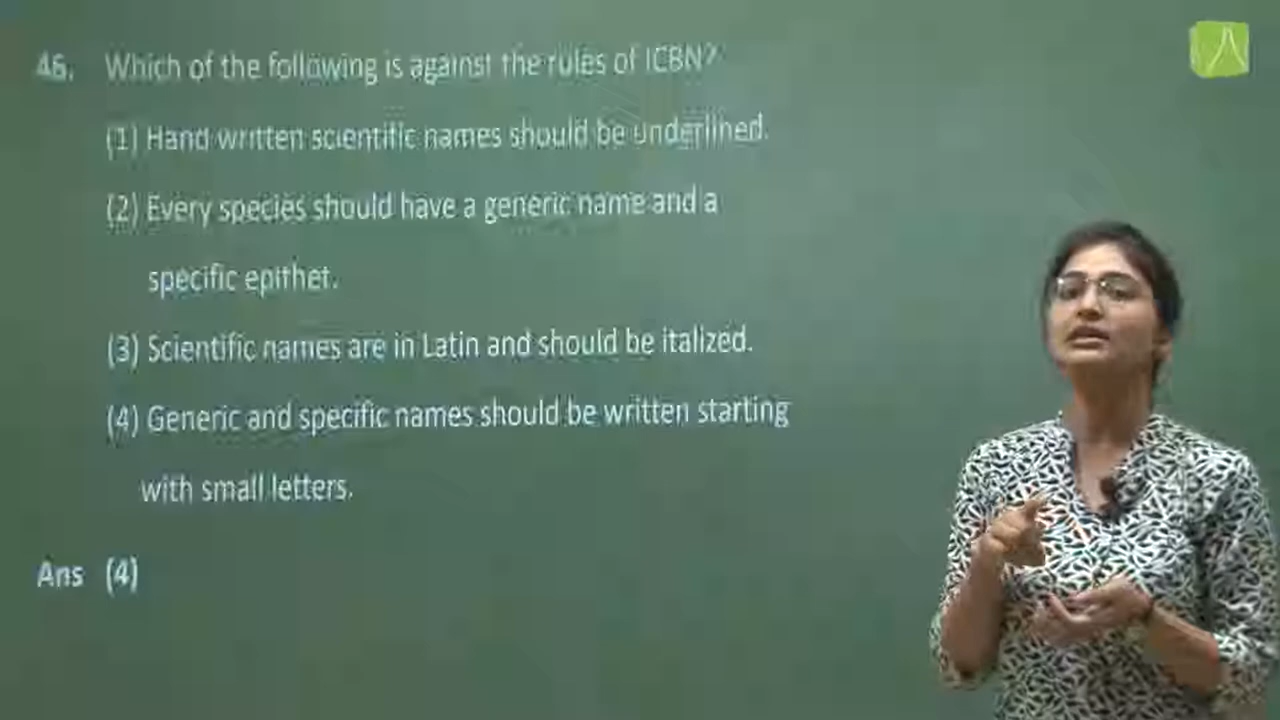 46. Which of the following is against the rules of ICBN?
(1) Hand written scientific names should be underlined.
(2) Every species should have a generic name and a
specific epithet.
(3) Scientific names are in Latin and should be italized.
(4) Generic and specific names should be written starting
with small letters.
Ans (4)